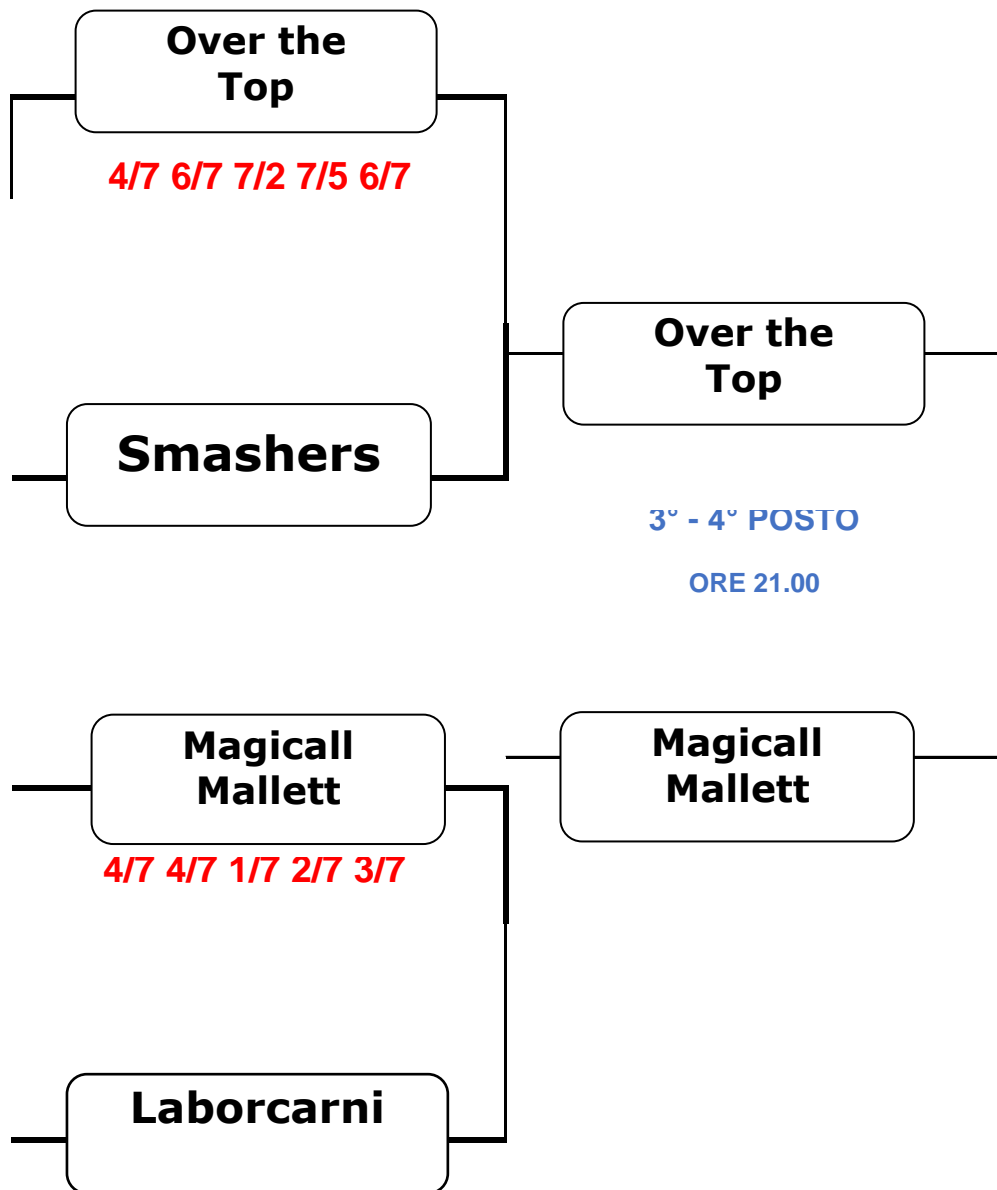 Over the
Top
4/7 6/7 7/2 7/5 6/7
Over the
Top
Smashers
3° - 4° POSTO
ORE 21.00
Magicall
Mallett
Magicall
Mallett
4/7 4/7 1/7 2/7 3/7
Laborcarni